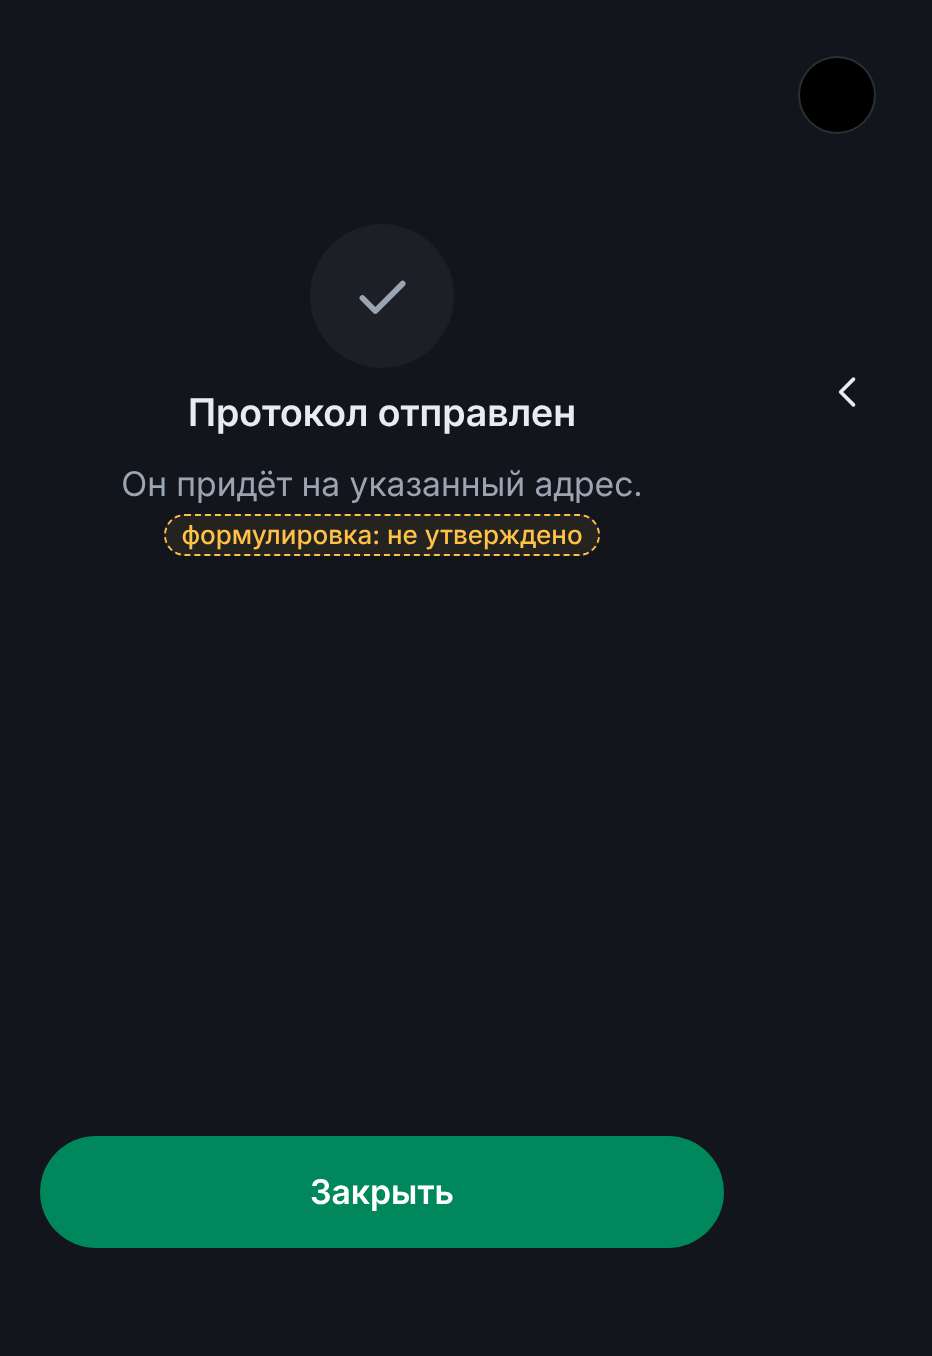 Протокол отправлен
Он придёт на указанный адрес.
формулировка: не утверждено
Закрыть